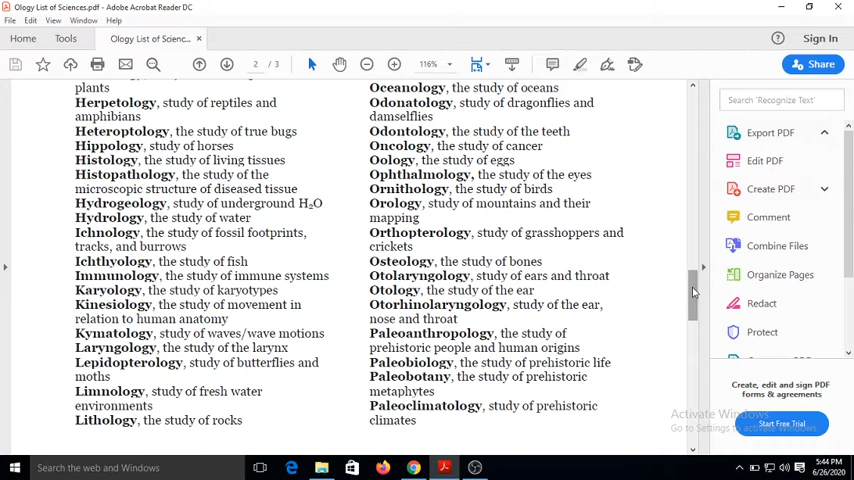 Ology List of Sciences.pdf - Adobe Acrobat Reader DC
File Edit View Window Help
Home Tools Ology List of Scienc... ×
Sign In
2 / 3
116%
Share
plants
Herpetology, study of reptiles and
amphibians
Heteroptology, the study of true bugs
Hippology, study of horses
Histology, the study of living tissues
Histopathology, the study of the
microscopic structure of diseased tissue
Hydrogeology, study of underground H₂O
Hydrology, the study of water
Ichnology, the study of fossil footprints,
tracks, and burrows
Ichthyology, the study of fish
Immunology, the study of immune systems
Karyology, the study of karyotypes
Kinesiology, the study of movement in
relation to human anatomy
Kymatology, study of waves/wave motions
Laryngology, the study of the larynx
Lepidopterology, study of butterflies and
moths
Limnology, study of fresh water
environments
Lithology, the study of rocks
Oceanology, the study of oceans
Odonatology, study of dragonflies and
damselflies
Odontology, the study of the teeth
Oncology, the study of cancer
Oology, the study of eggs
Ophthalmology, the study of the eyes
Ornithology, the study of birds
Orology, study of mountains and their
mapping
Orthopterology, study of grasshoppers and
crickets
Osteology, the study of bones
Otolaryngology, study of ears and throat
Otology, the study of the ear
Otorhinolaryngology, study of the ear,
nose and throat
Paleoanthropology, the study of
prehistoric people and human origins
Paleobiology, the study of prehistoric life
Paleobotany, the study of prehistoric
metaphytes
Paleoclimatology, study of prehistoric
climates
Search 'Recognize Text'
Export PDF
Edit PDF
Create PDF
Comment
Combine Files
Organize Pages
Redact
Protect
Create, edit and sign PDF
forms & agreements
Start Free Trial
Activate Windows
Go to Settings to activate Windows.
Search the web and Windows
5:44 PM
6/26/2020